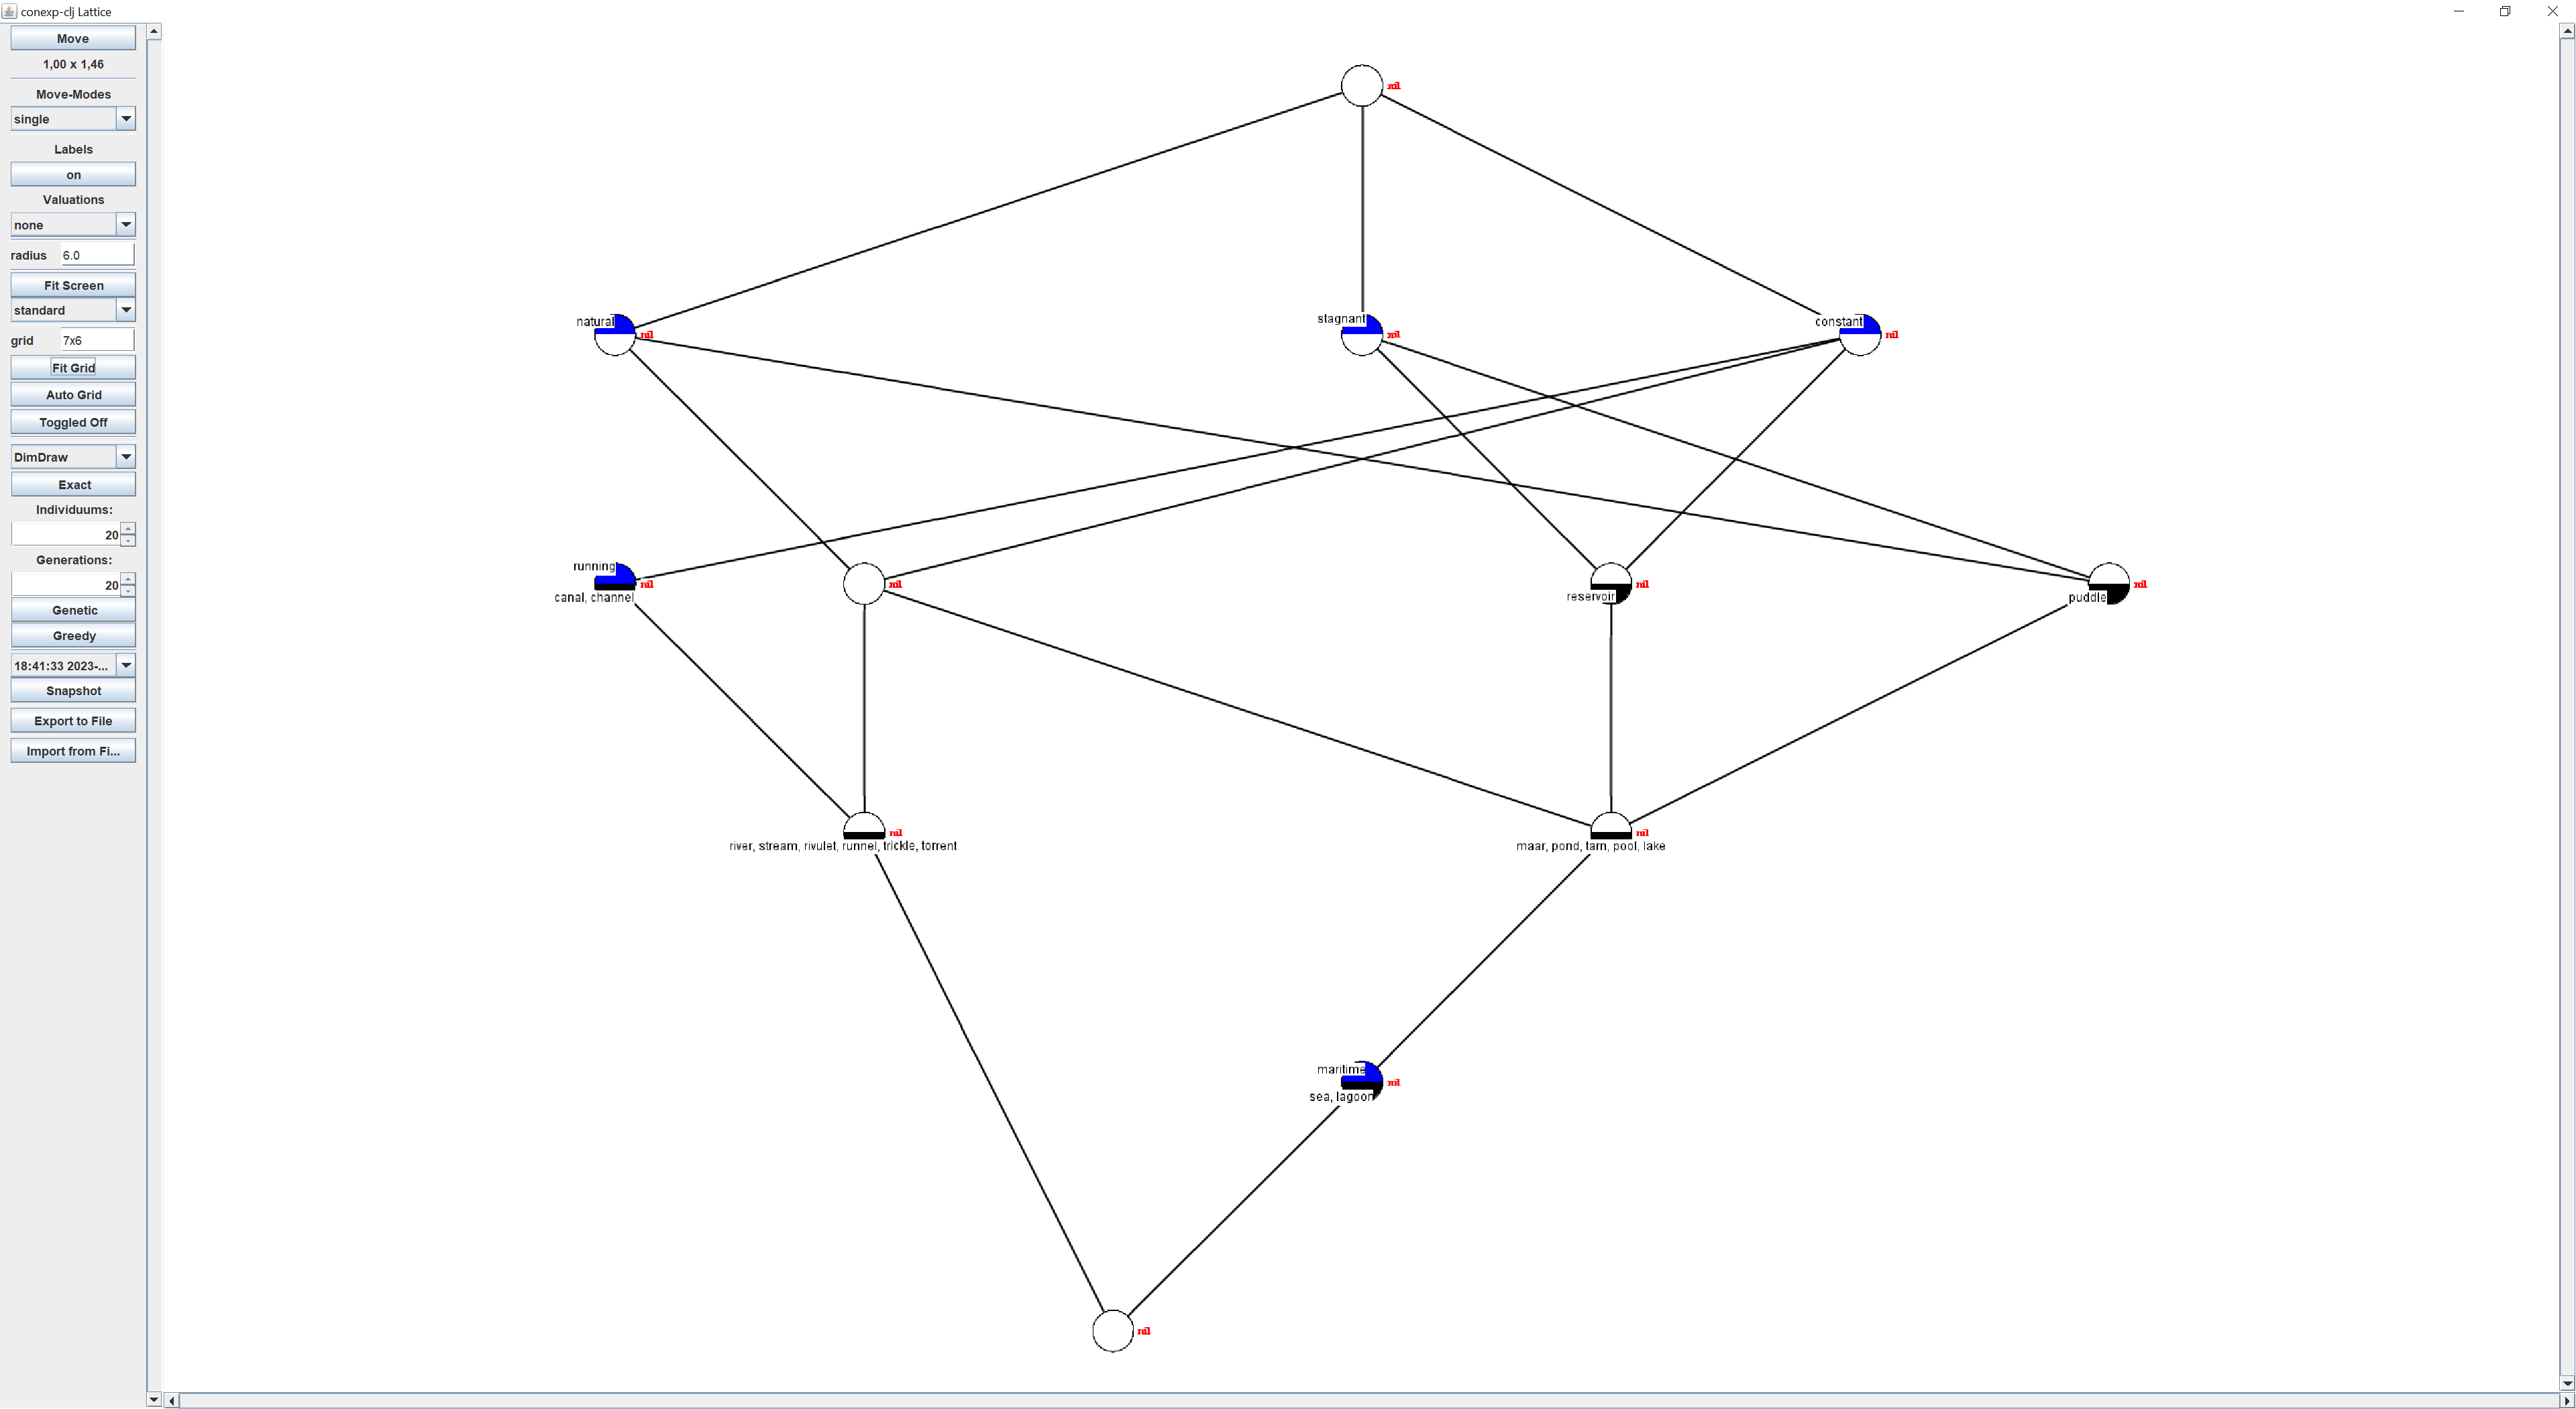 conexp-clj Lattice
Move
1,00 x 1,46
Move-Modes
single
Labels
on
Valuations
none
radius 6.0
Fit Screen
standard
grid 7x6
Fit Grid
Auto Grid
Toggled Off
DimDraw
Exact
Individuums:
20
Generations:
20
Genetic
Greedy
18:41:33 2023-...
Snapshot
Export to File
Import from Fi...
nil
natural nil
stagnant nil
constant nil
running nil
canal, channel
nil
nil
reservoir
nil
puddle
nil
river, stream, rivulet, runnel, trickle, torrent
nil
maar, pond, tarn, pool, lake
maritime nil
sea, lagoon
nil